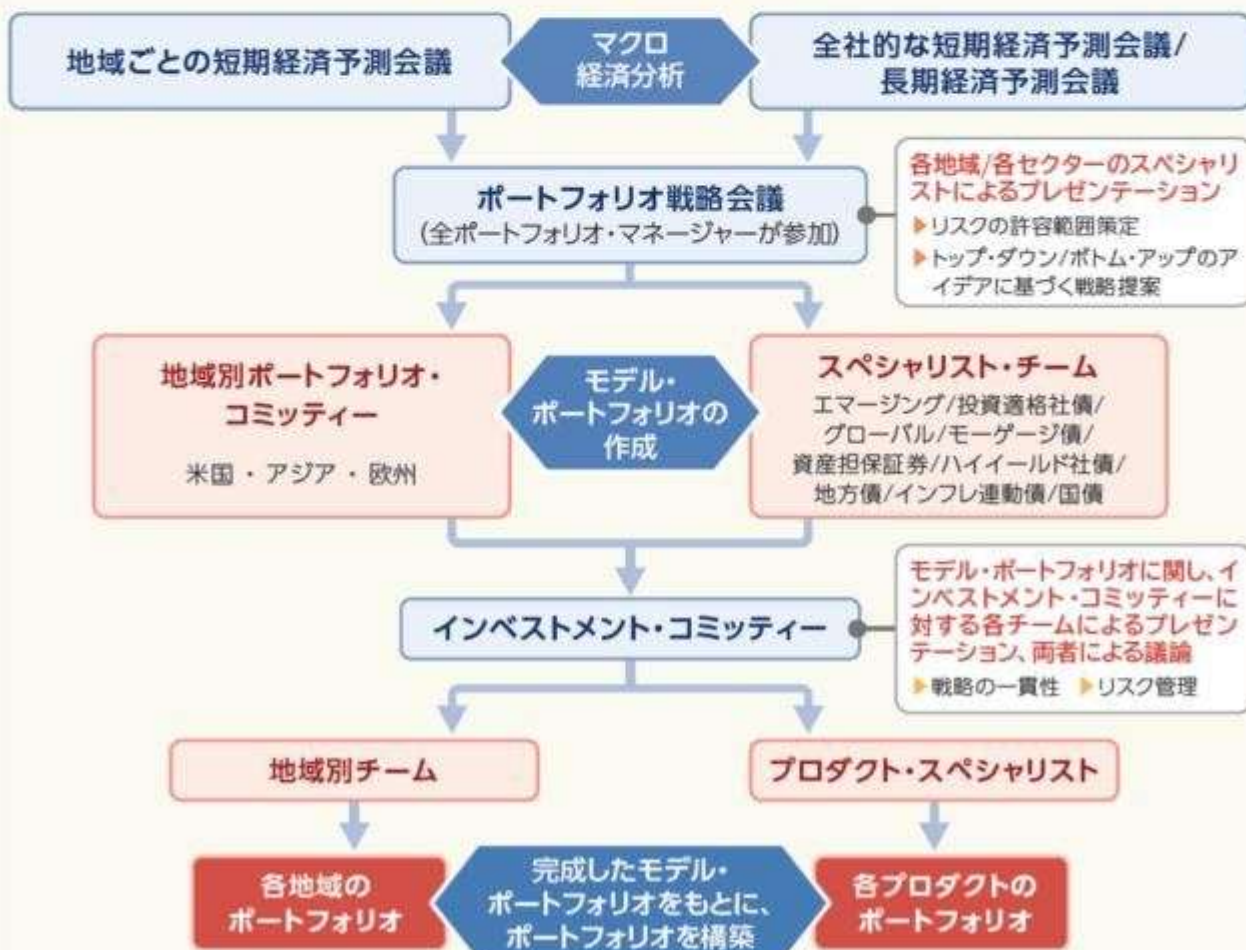 地域ごとの短期経済予測会議
マクロ
経済分析
全社的な短期経済予測会議/
長期経済予測会議
ポートフォリオ戦略会議
(全ポートフォリオ・マネージャーが参加)
各地域/各セクターのスペシャリ
ストによるプレゼンテーション
▶リスクの許容範囲策定
▶トップ・ダウン/ボトム・アップのア
イデアに基づく戦略提案
地域別ポートフォリオ・
コミッティー
米国 ・ アジア ・ 欧州
モデル・
ポートフォリオの
作成
スペシャリスト・チーム
エマージング/投資適格社債/
グローバル/モーゲージ債/
資産担保証券/ハイイールド社債/
地方債/インフレ連動債/国債
インベストメント・コミッティー
モデル・ポートフォリオに関し、イ
ンベストメント・コミッティーに
対する各チームによるプレゼン
テーション、両者による議論
▶戦略の一貫性 ▶リスク管理
地域別チーム
プロダクト・スペシャリスト
各地域の
ポートフォリオ
完成したモデル・
ポートフォリオをもとに、
ポートフォリオを構築
各プロダクトの
ポートフォリオ